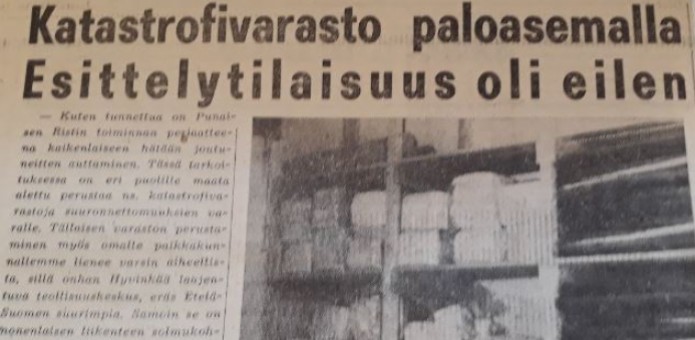 Katastrofivarasto paloasemalla
Esittelytilaisuus oli eilen
— Kuten tunnettua on Punai-
sen Ristin toiminnan periaattee-
na kaikenlaiseen hätään joutu-
neitten auttaminen. Tässä tarkoi-
tuksessa on eri puolille maata
alettu perustaa ns. katastrofiva-
rastoja suuronnettomuuksien va-
ralle. Tällaisen varaston perusta-
minen myös omalle paikkakun-
nallemme lienee varsin aiheellis-
ta, sillä onhan Hyvinkää laajen-
tuva teollisuuskeskus, eräs Etelä-
Suomen suurimpia. Samoin se on
monenlaisen liikenteen solmukoh-